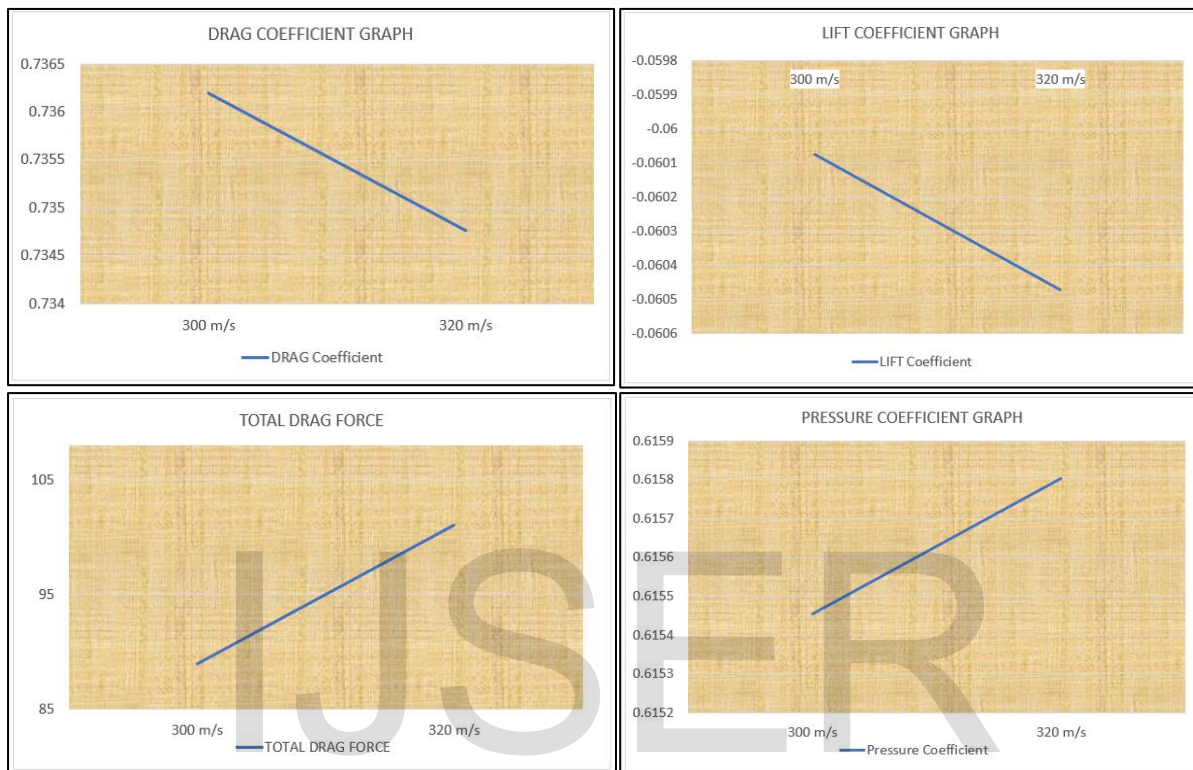 DRAG COEFFICIENT GRAPH
0.7365
0.736
0.7355
0.735
0.7345
0.734
300 m/s 320 m/s
DRAG Coefficient
LIFT COEFFICIENT GRAPH
-0.0598
300 m/s 320 m/s
-0.0599
-0.06
-0.0601
-0.0602
-0.0603
-0.0604
-0.0605
-0.0606
LIFT Coefficient
TOTAL DRAG FORCE
105
95
85
300 m/s 320 m/s
TOTAL DRAG FORCE
PRESSURE COEFFICIENT GRAPH
0.6159
0.6158
0.6157
0.6156
0.6155
0.6154
0.6153
0.6152
300 m/s 320 m/s
Pressure Coefficient
IJSER